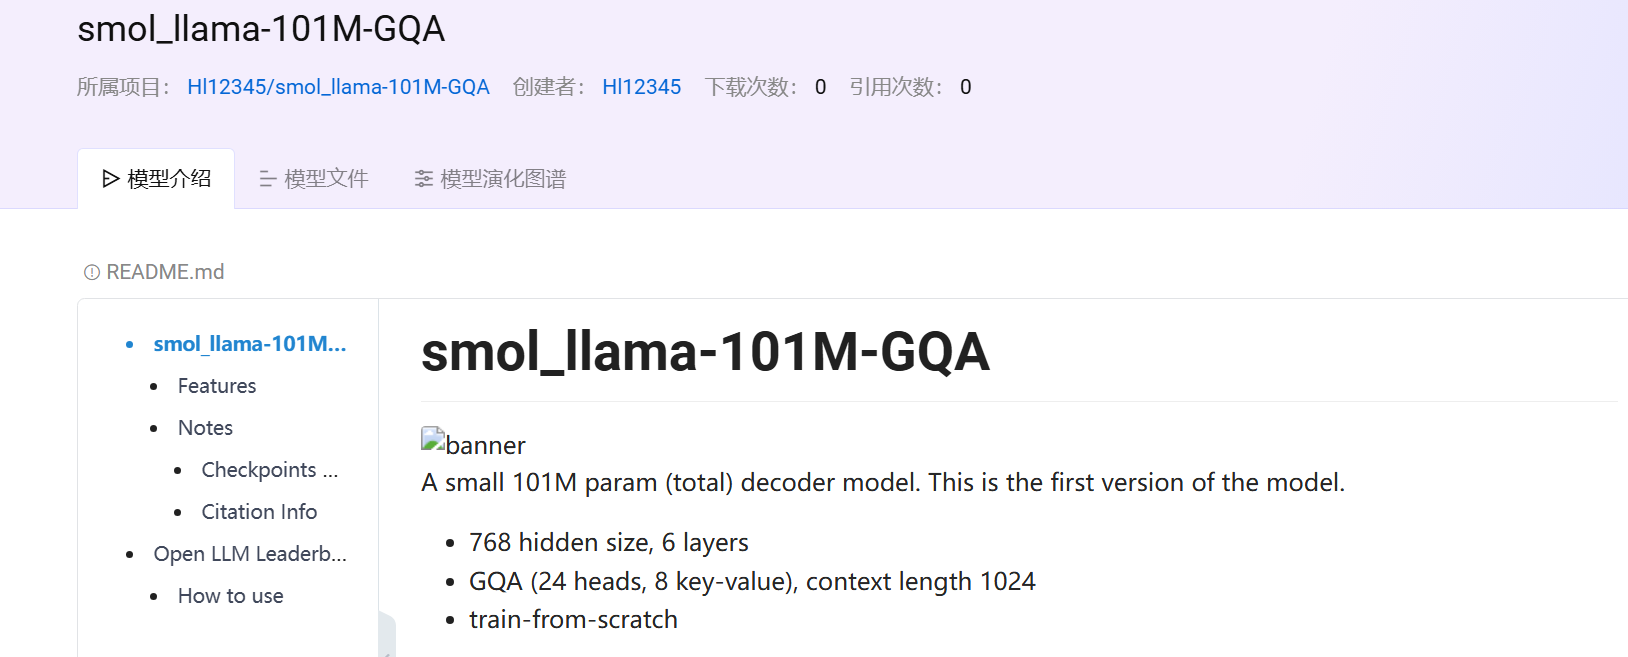 smol_llama-101M-GQA
所属项目： Hl12345/smol_llama-101M-GQA 创建者： Hl12345 下载次数： 0 引用次数： 0
模型介绍 模型文件 模型演化图谱
README.md
smol_llama-101M...
Features
Notes
Checkpoints ...
Citation Info
Open LLM Leaderb...
How to use
smol_llama-101M-GQA
banner
A small 101M param (total) decoder model. This is the first version of the model.
768 hidden size, 6 layers
GQA (24 heads, 8 key-value), context length 1024
train-from-scratch